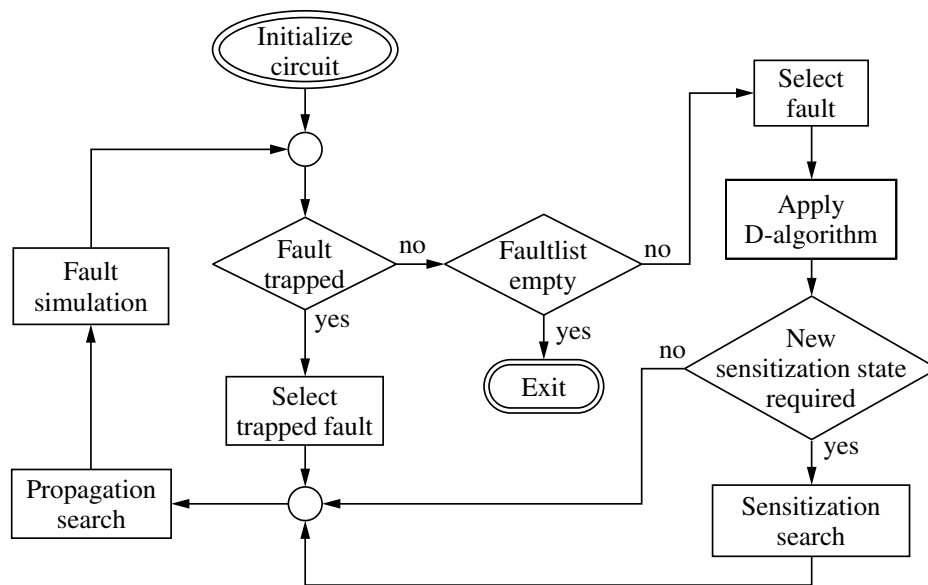 Initialize
circuit
Select
fault
Apply
D-algorithm
Fault
trapped
no
Faultlist
empty
no
Fault
simulation
yes
yes
New
sensitization state
required
no
Exit
Select
trapped fault
yes
Propagation
search
Sensitization
search